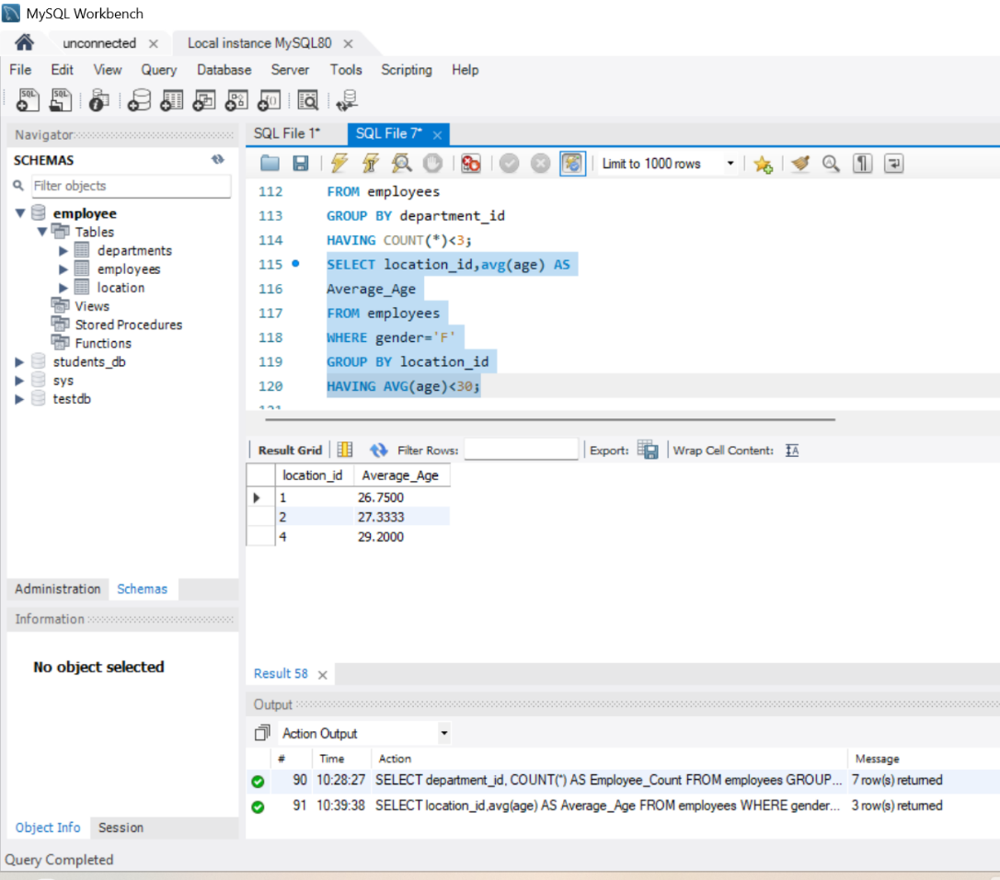 MySQL Workbench
unconnected
Local instance MySQL80
File Edit View Query Database Server Tools Scripting Help
Navigator
SCHEMAS
Filter objects
employee
Tables
departments
employees
location
Views
Stored Procedures
Functions
students_db
sys
testdb
Administration Schemas
Information
No object selected
Object Info Session
SQL File 1*
SQL File 7*
Limit to 1000 rows
112 FROM employees
113 GROUP BY department_id
114 HAVING COUNT(*)<3;
115 SELECT location_id,avg(age) AS
116 Average_Age
117 FROM employees
118 WHERE gender='F'
119 GROUP BY location_id
120 HAVING AVG(age)<30;
121
Result Grid Filter Rows: Export: Wrap Cell Content:
location_id Average_Age
1 26.7500
2 27.3333
4 29.2000
Result 58
Output
Action Output
# Time Action Message
90 10:28:27 SELECT department_id, COUNT(*) AS Employee_Count FROM employees GROUP... 7 row(s) returned
91 10:39:38 SELECT location_id,avg(age) AS Average_Age FROM employees WHERE gender... 3 row(s) returned
Query Completed